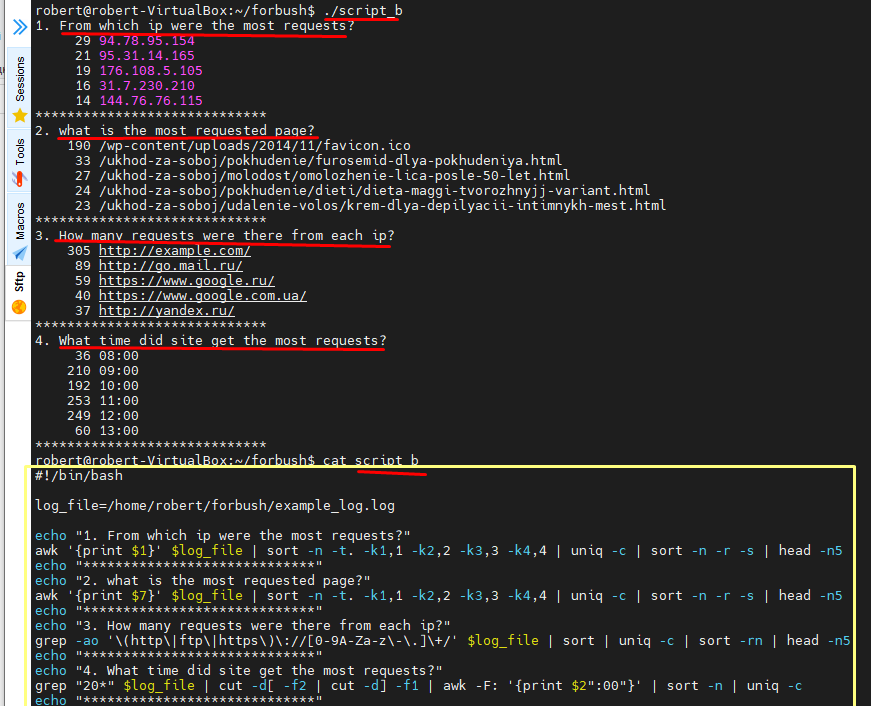 robert@robert-VirtualBox:~/forbush$ ./script_b
1. From which ip were the most requests?
29 94.78.95.154
21 95.31.14.165
19 176.108.5.105
16 31.7.230.210
14 144.76.76.115
*****************************
2. what is the most requested page?
190 /wp-content/uploads/2014/11/favicon.ico
33 /ukhod-za-soboj/pokhudenie/furosemid-dlya-pokhudeniya.html
27 /ukhod-za-soboj/molodost/omolozhenie-lica-posle-50-let.html
24 /ukhod-za-soboj/pokhudenie/dieti/dieta-maggi-tvorozhnyjj-variant.html
23 /ukhod-za-soboj/udalenie-volos/krem-dlya-depilyacii-intimnykh-mest.html
*****************************
3. How many requests were there from each ip?
305 http://example.com/
89 http://go.mail.ru/
59 https://www.google.ru/
40 https://www.google.com.ua/
37 http://yandex.ru/
*****************************
4. What time did site get the most requests?
36 08:00
210 09:00
192 10:00
253 11:00
249 12:00
60 13:00
*****************************
robert@robert-VirtualBox:~/forbush$ cat script_b
#!/bin/bash
log_file=/home/robert/forbush/example_log.log
echo "1. From which ip were the most requests?"
awk '{print $1}' $log_file | sort -n -t. -k1,1 -k2,2 -k3,3 -k4,4 | uniq -c | sort -n -r -s | head -n5
echo "*****************************"
echo "2. what is the most requested page?"
awk '{print $7}' $log_file | sort -n -t. -k1,1 -k2,2 -k3,3 -k4,4 | uniq -c | sort -n -r -s | head -n5
echo "*****************************"
echo "3. How many requests were there from each ip?"
grep -ao '\(http\|ftp\|https\)\://[0-9A-Za-z\-\.]\+/' $log_file | sort | uniq -c | sort -rn | head -n5
echo "*****************************"
echo "4. What time did site get the most requests?"
grep "20*" $log_file | cut -d[ -f2 | cut -d] -f1 | awk -F: '{print $2":00"}' | sort -n | uniq -c
echo "*****************************"
Sessions
Tools
Macros
Sftp